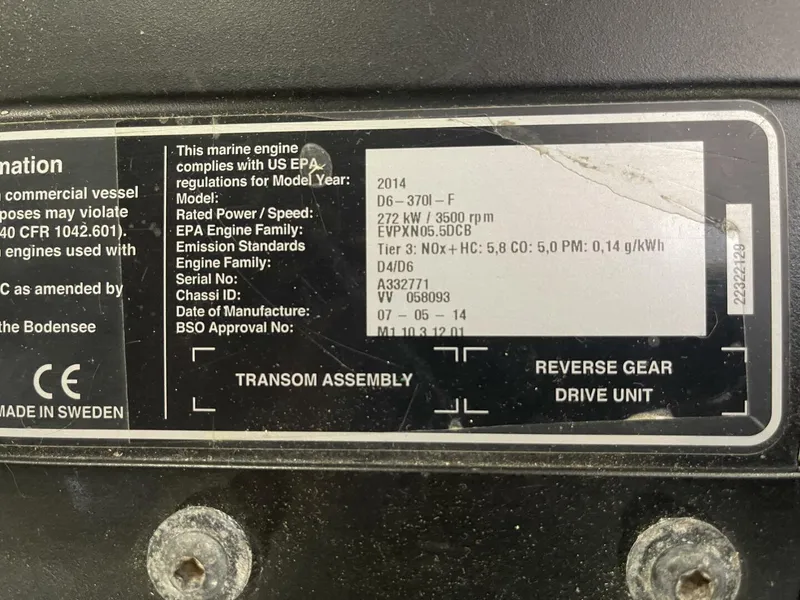 mation
commercial vessel
poses may violate
40 CFR 1042.601).
engines used with
C as amended by
the Bodensee
CE
MADE IN SWEDEN
This marine engine
complies with US EPA
regulations for Model Year: 2014
Model: D6-370I-F
Rated Power / Speed: 272 kW / 3500 rpm
EPA Engine Family: EVPXN05.5DCB
Emission Standards Tier 3: NOx+HC: 5,8 CO: 5,0 PM: 0,14 g/kWh
Engine Family: D4/D6
Serial No: A332771
Chassi ID: VV 058093
Date of Manufacture: 07 - 05 - 14
BSO Approval No: M1.10.3.12.01
22322129
TRANSOM ASSEMBLY
REVERSE GEAR
DRIVE UNIT